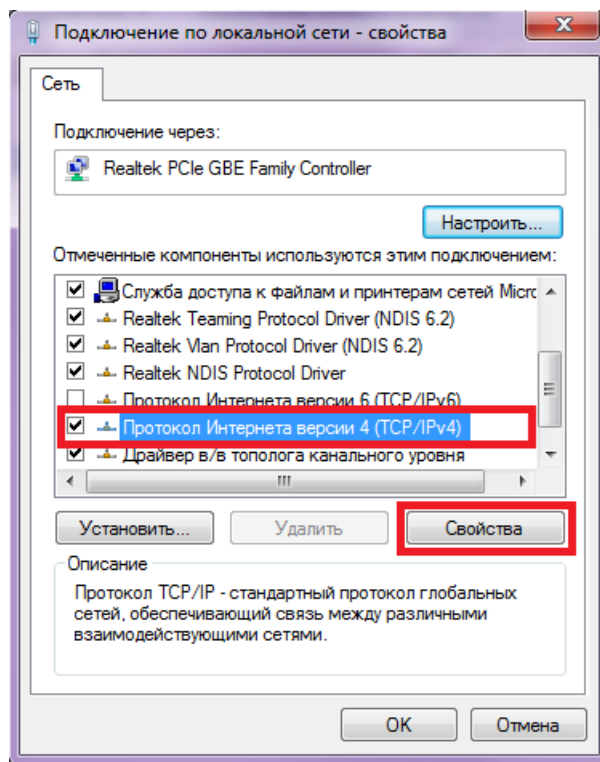 Подключение по локальной сети - свойства
Сеть
Подключение через:
Realtek PCIe GBE Family Controller
Настроить...
Отмеченные компоненты используются этим подключением:
Служба доступа к файлам и принтерам сетей Micro
Realtek Teaming Protocol Driver (NDIS 6.2)
Realtek Vlan Protocol Driver (NDIS 6.2)
Realtek NDIS Protocol Driver
Протокол Интернета версии 6 (TCP/IPv6)
Протокол Интернета версии 4 (TCP/IPv4)
Драйвер в/в тополога канального уровня
Установить...
Удалить
Свойства
Описание
Протокол TCP/IP - стандартный протокол глобальных
сетей, обеспечивающий связь между различными
взаимодействующими сетями.
OK
Отмена